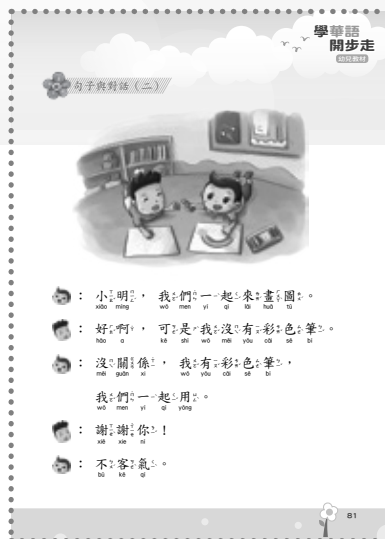 學華語
開步走
幼兒教材
句子與對話（二）
：小明，我們一起來畫圖。
xiǎo míng wǒ men yì qǐ lái huà tú
：好啊，可是我沒有彩色筆。
hǎo a kě shì wǒ méi yǒu cǎi sè bǐ
：沒關係，我有彩色筆，
méi guān xi wǒ yǒu cǎi sè bǐ
我們一起用。
wǒ men yì qǐ yòng
：謝謝你！
xiè xie nǐ
：不客氣。
bú kè qì
81